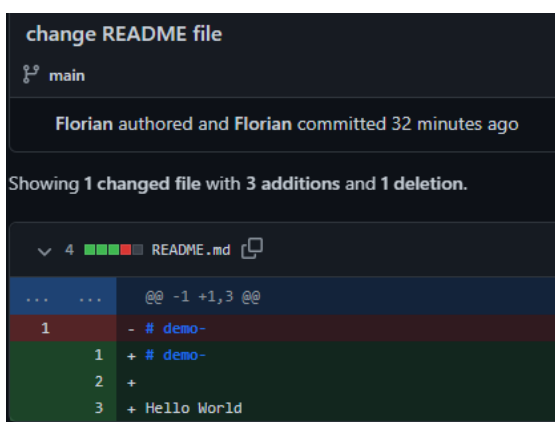 change README file
main
Florian authored and Florian committed 32 minutes ago
Showing 1 changed file with 3 additions and 1 deletion.
4 README.md
... ... @@ -1 +1,3 @@
1 - # demo-
1 + # demo-
2 +
3 + Hello World